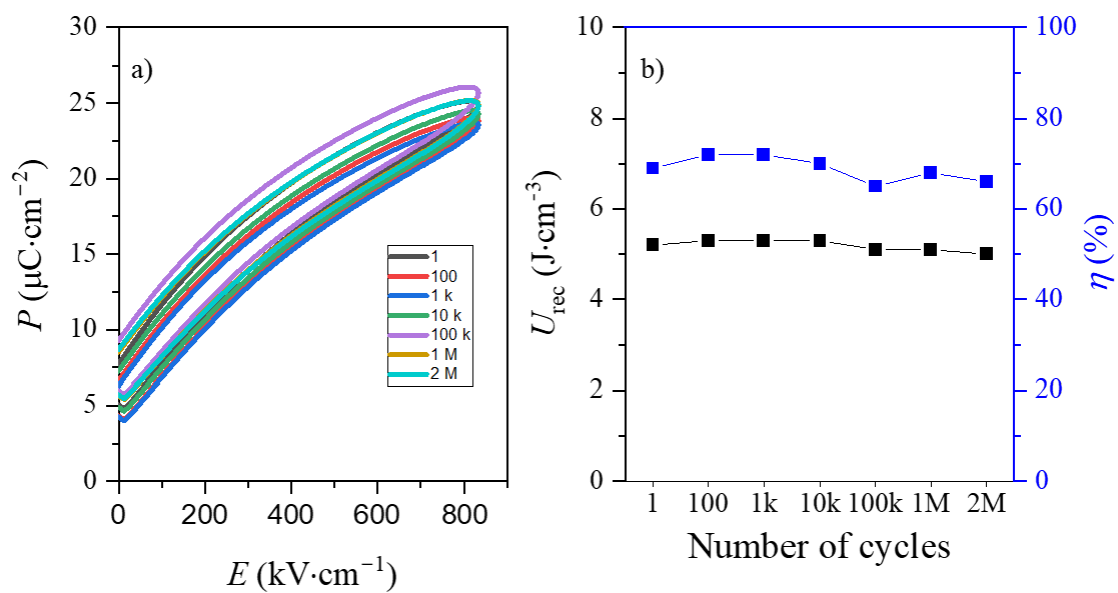 a)
P (μC·cm⁻²)
30
25
20
15
10
5
0
0 200 400 600 800
E (kV·cm⁻¹)
1
100
1 k
10 k
100 k
1 M
2 M
b)
U_rec (J·cm⁻³)
10
8
6
4
2
0
1 100 1k 10k 100k 1M 2M
Number of cycles
100
80
60
40
20
0
η (%)